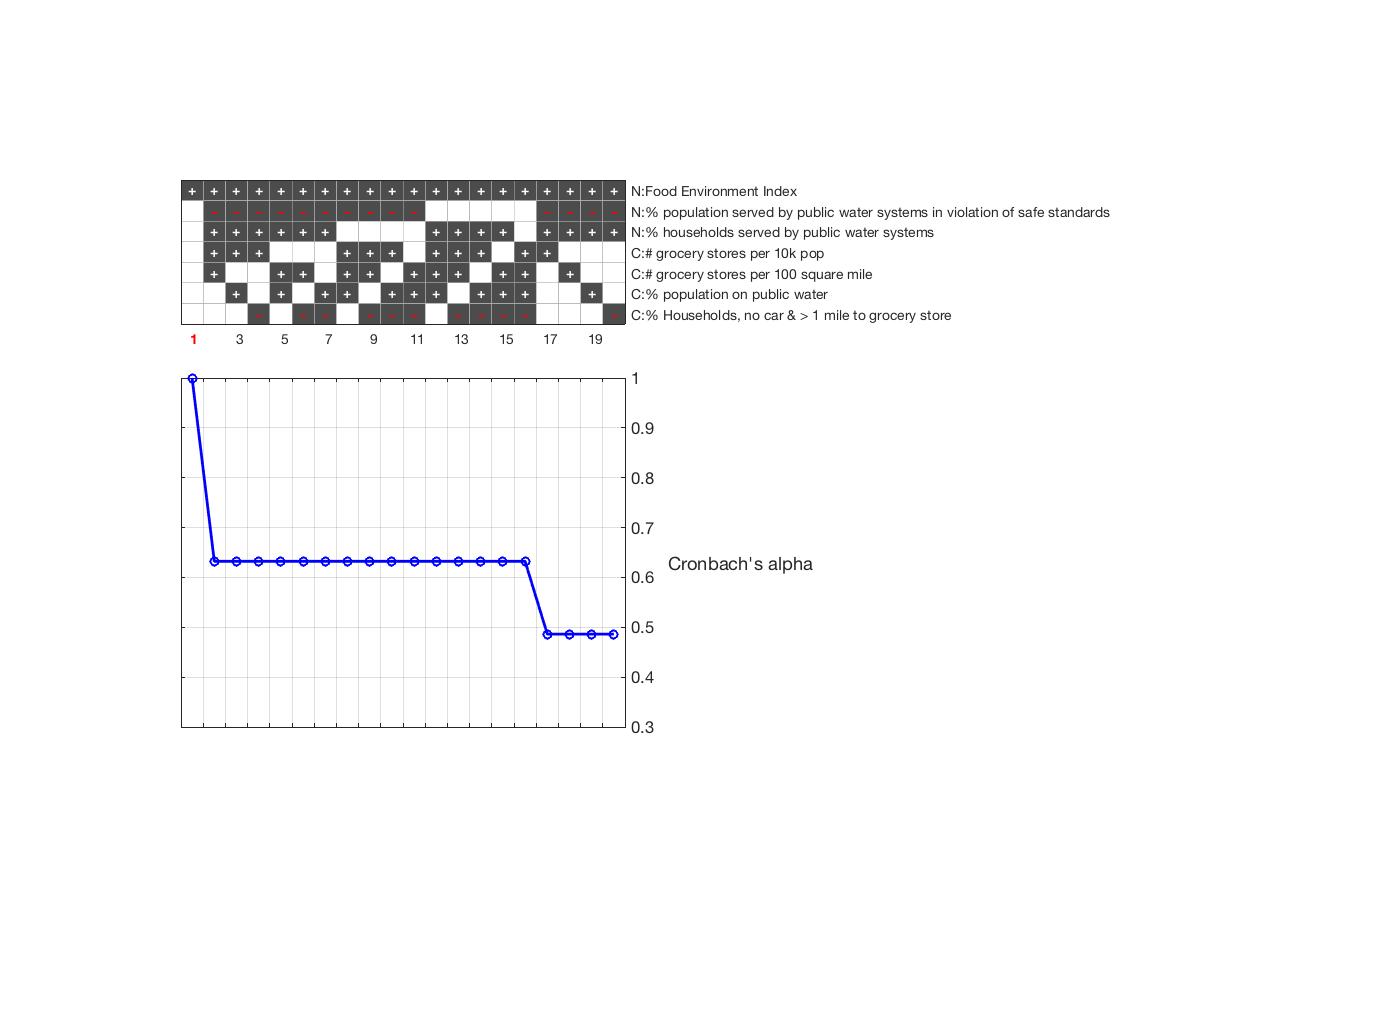 + + + + + + + + + + + + + + + + + + + + N:Food Environment Index
- - - - - - - - - - - - - - N:% population served by public water systems in violation of safe standards
+ + + + + + + + + + + + + + N:% households served by public water systems
+ + + + + + + + + + + C:# grocery stores per 10k pop
+ + + + + + + + + + + C:# grocery stores per 100 square mile
+ + + + + + + + + + + C:% population on public water
- - - - - - - - - - - C:% Households, no car & > 1 mile to grocery store
1 3 5 7 9 11 13 15 17 19
1
0.9
0.8
0.7
Cronbach's alpha
0.6
0.5
0.4
0.3